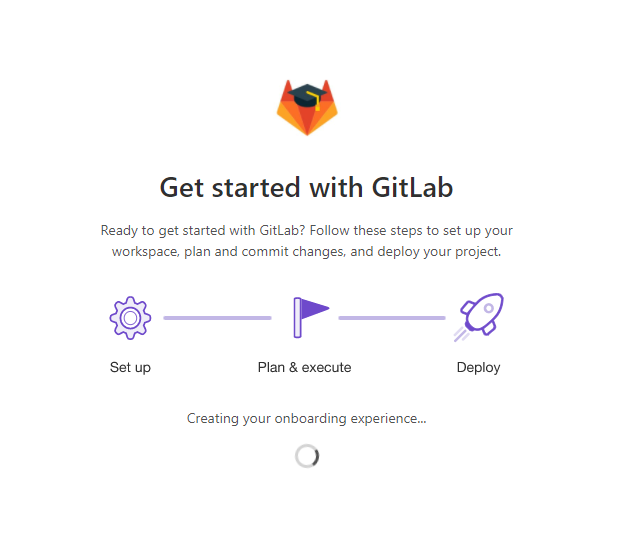 Get started with GitLab
Ready to get started with GitLab? Follow these steps to set up your
workspace, plan and commit changes, and deploy your project.
Set up
Plan & execute
Deploy
Creating your onboarding experience...